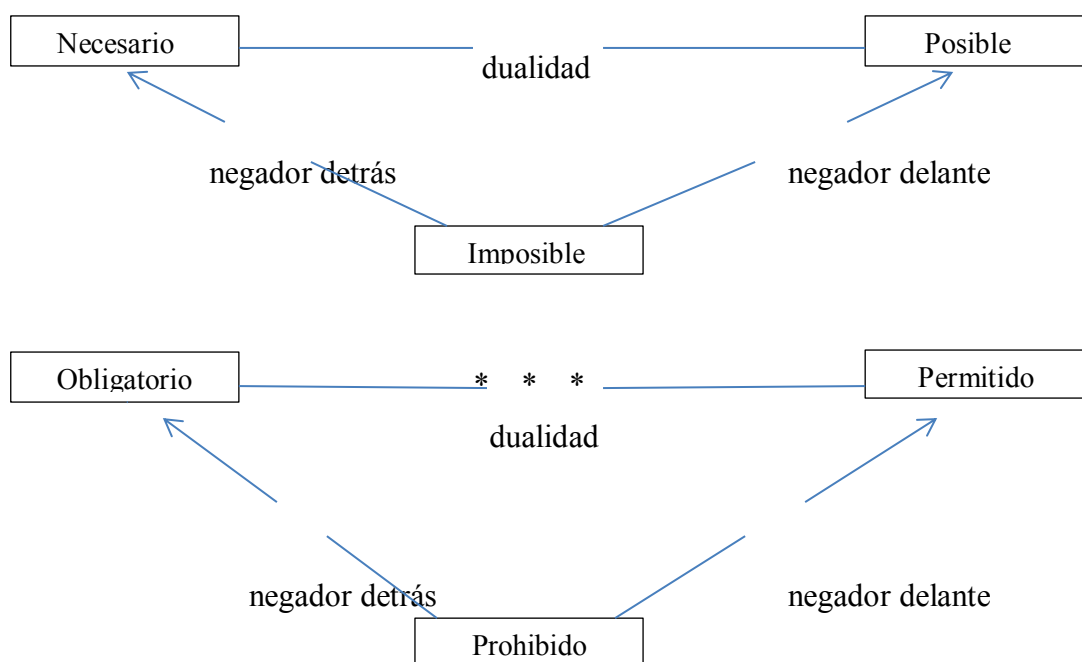 Necesario
Posible
dualidad
negador detrás
negador delante
Imposible
Obligatorio
* * *
Permitido
dualidad
negador detrás
negador delante
Prohibido